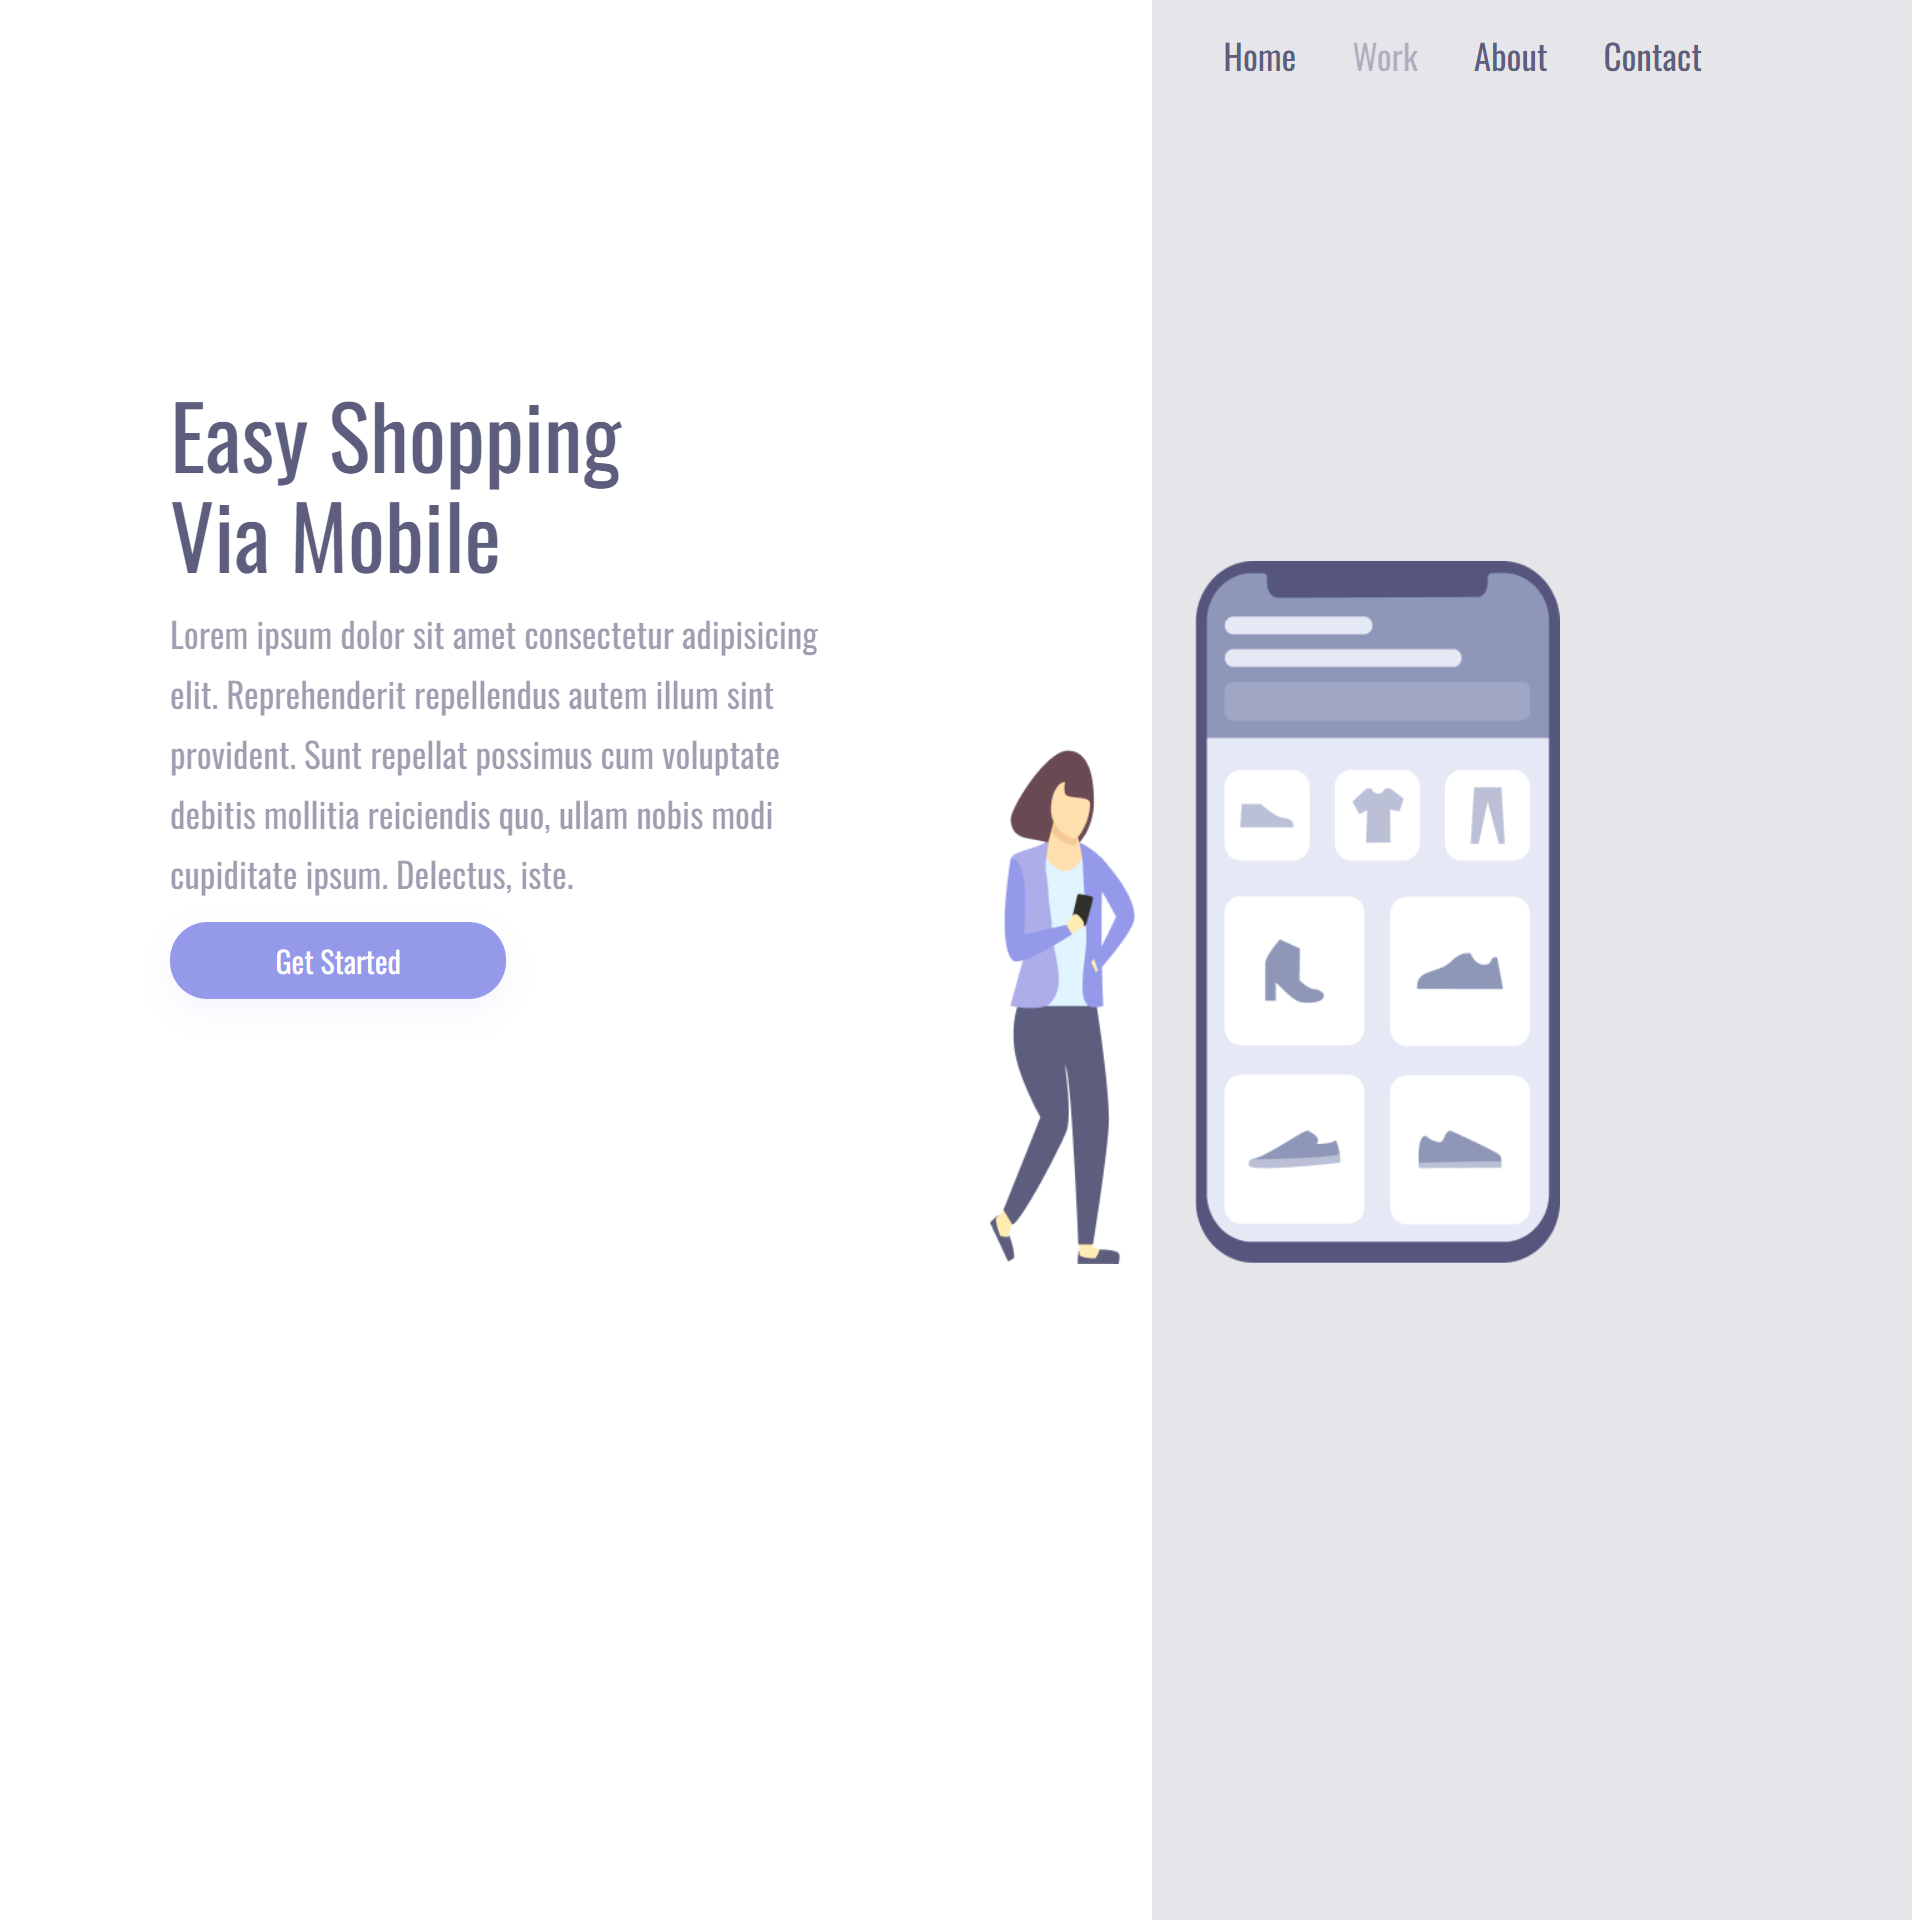 Home Work About Contact
Easy Shopping
Via Mobile
Lorem ipsum dolor sit amet consectetur adipisicing
elit. Reprehenderit repellendus autem illum sint
provident. Sunt repellat possimus cum voluptate
debitis mollitia reiciendis quo, ullam nobis modi
cupiditate ipsum. Delectus, iste.
Get Started